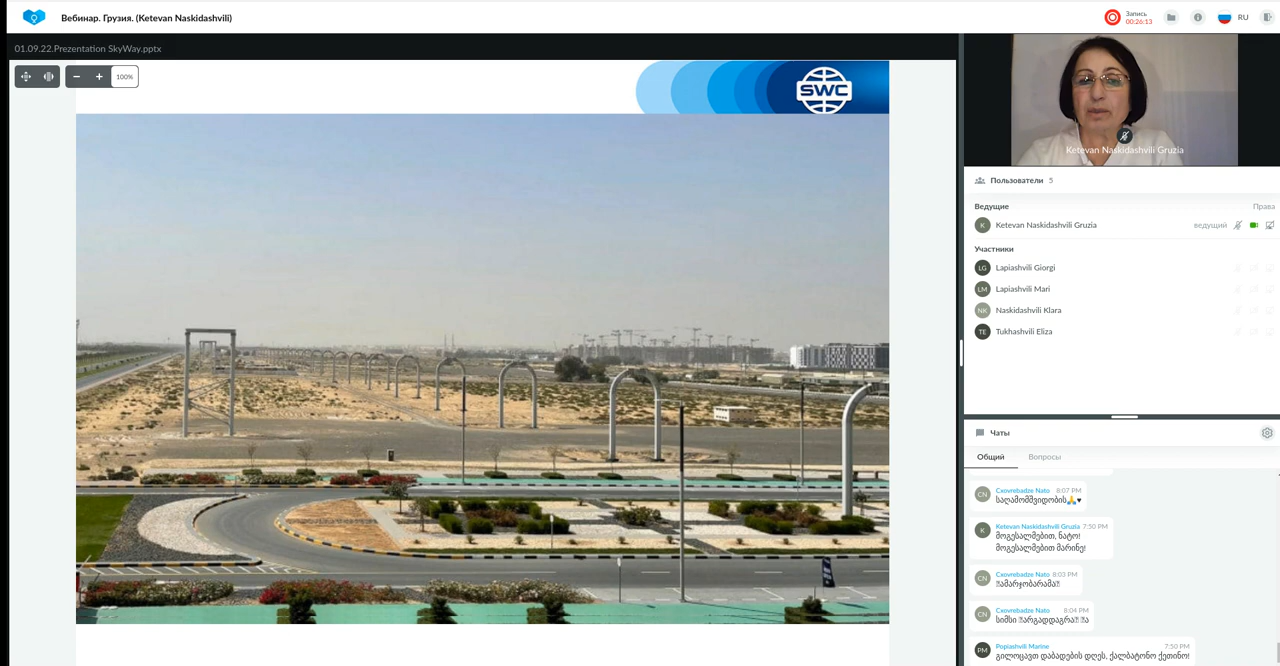 Вебинар. Грузия. (Ketevan Naskidashvili)
Запись
00:26:13
RU
01.09.22.Prezentation SkyWay.pptx
100%
SWC
Ketevan Naskidashvili Gruzia
Пользователи 5
Ведущие Права
K Ketevan Naskidashvili Gruzia ведущий
Участники
LG Lapiashvili Giorgi
LM Lapiashvili Mari
NK Naskidashvili Klara
TE Tukhashvili Eliza
Чаты
Общий Вопросы
CN Cxovrebadze Nato 8:07 PM
საღამომშვიდობის🙏♥
K Ketevan Naskidashvili Gruzia 7:50 PM
მოგესალმებით, ნატო!
მოგესალმებით მარინე!
CN Cxovrebadze Nato 8:03 PM
CN Cxovrebadze Nato 8:04 PM
PM Popiashvili Marine 7:50 PM
გილოცავთ დაბადების დღეს, ქალბატონო ქეთინო!